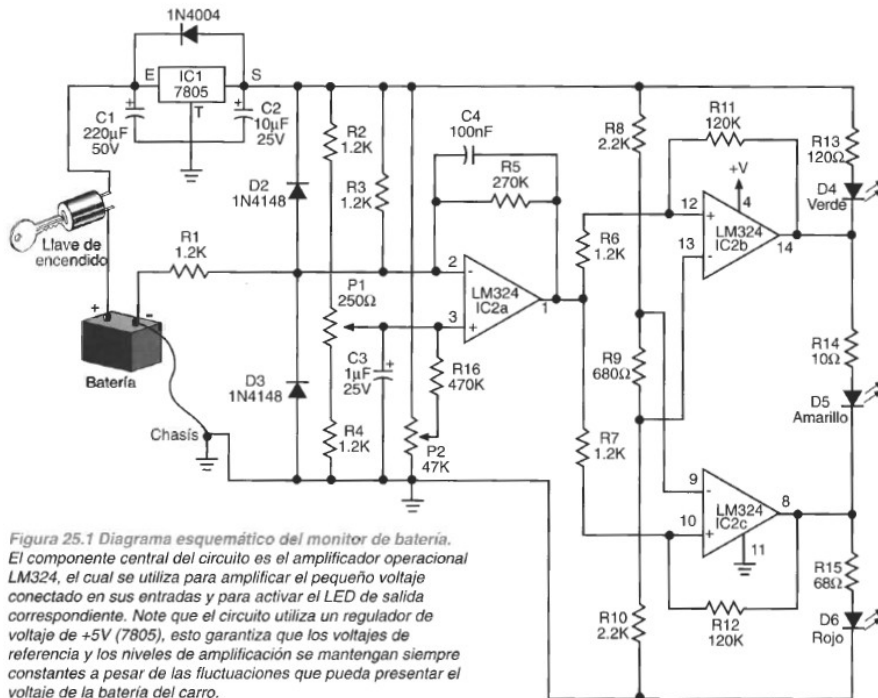 1N4004
E
IC1
7805
S
T
C1
220µF
50V
C2
10µF
25V
Llave de
encendido
R1
1.2K
Batería
+
-
Chasís
D2
1N4148
D3
1N4148
R2
1.2K
R3
1.2K
P1
250Ω
R4
1.2K
C3
1µF
25V
C4
100nF
R5
270K
2
-
3
+
LM324
IC2a
1
R16
470K
P2
47K
R6
1.2K
R7
1.2K
R8
2.2K
R9
680Ω
R10
2.2K
R11
120K
+V
4
12
+
13
-
LM324
IC2b
14
9
-
10
+
LM324
IC2c
8
11
R12
120K
R13
120Ω
D4
Verde
R14
10Ω
D5
Amarillo
R15
68Ω
D6
Rojo
Figura 25.1 Diagrama esquemático del monitor de batería.
El componente central del circuito es el amplificador operacional
LM324, el cual se utiliza para amplificar el pequeño voltaje
conectado en sus entradas y para activar el LED de salida
correspondiente. Note que el circuito utiliza un regulador de
voltaje de +5V (7805), esto garantiza que los voltajes de
referencia y los niveles de amplificación se mantengan siempre
constantes a pesar de las fluctuaciones que pueda presentar el
voltaje de la batería del carro.